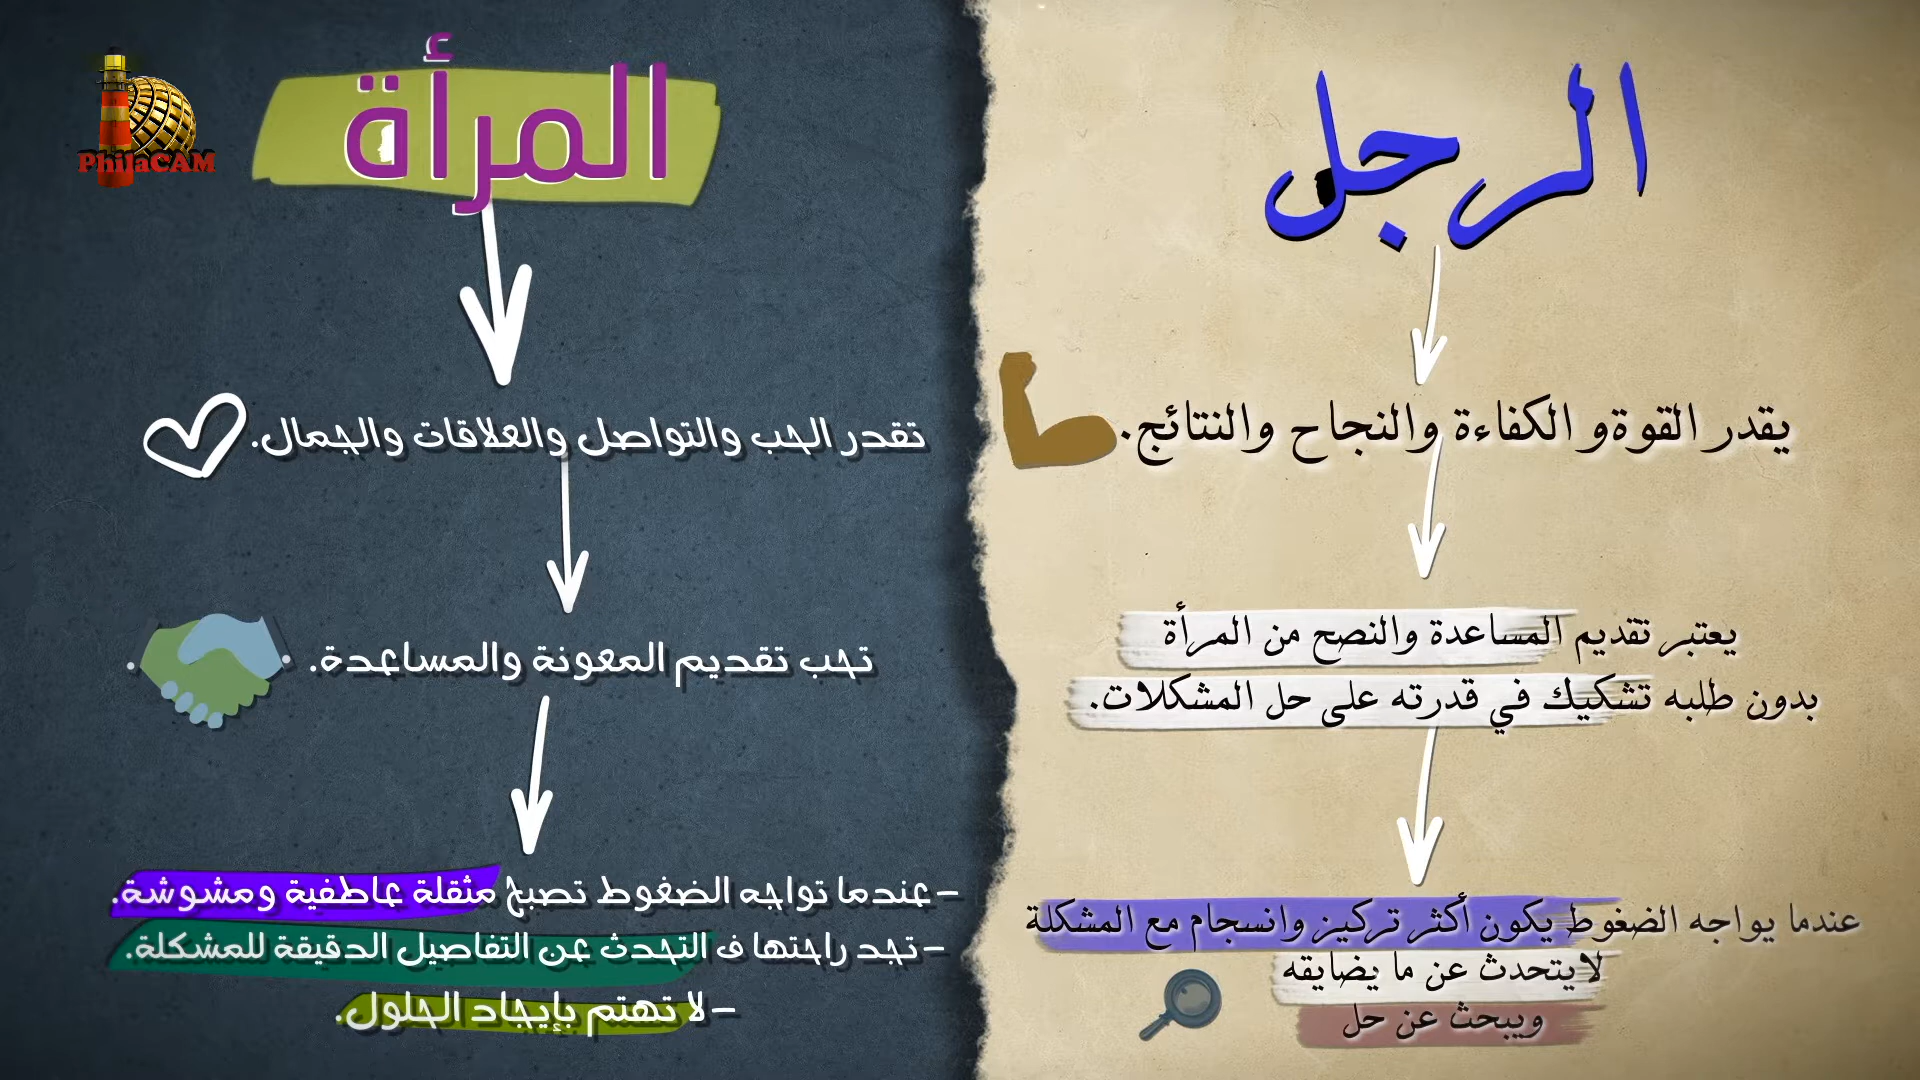 الرجل
يقدر القوةو الكفاءة والنجاح والنتائج.
يعتبر تقديم المساعدة والنصح من المرأة
بدون طلبه تشكيك في قدرته على حل المشكلات.
عندما يواجه الضغوط يكون أكثر تركيز وانسجام مع المشكلة
لايتحدث عن ما يضايقه
ويبحث عن حل
المرأة
تقدر الحب والتواصل والعلاقات والجمال.
تحب تقديم المعونة والمساعدة.
-عندما تواجه الضغوط تصبح مثقلة عاطفية ومشوشة.
-تجد راحتها ف التحدث عن التفاصيل الدقيقة للمشكلة.
-لا تهتم بإيجاد الحلول.
PhilaCAM